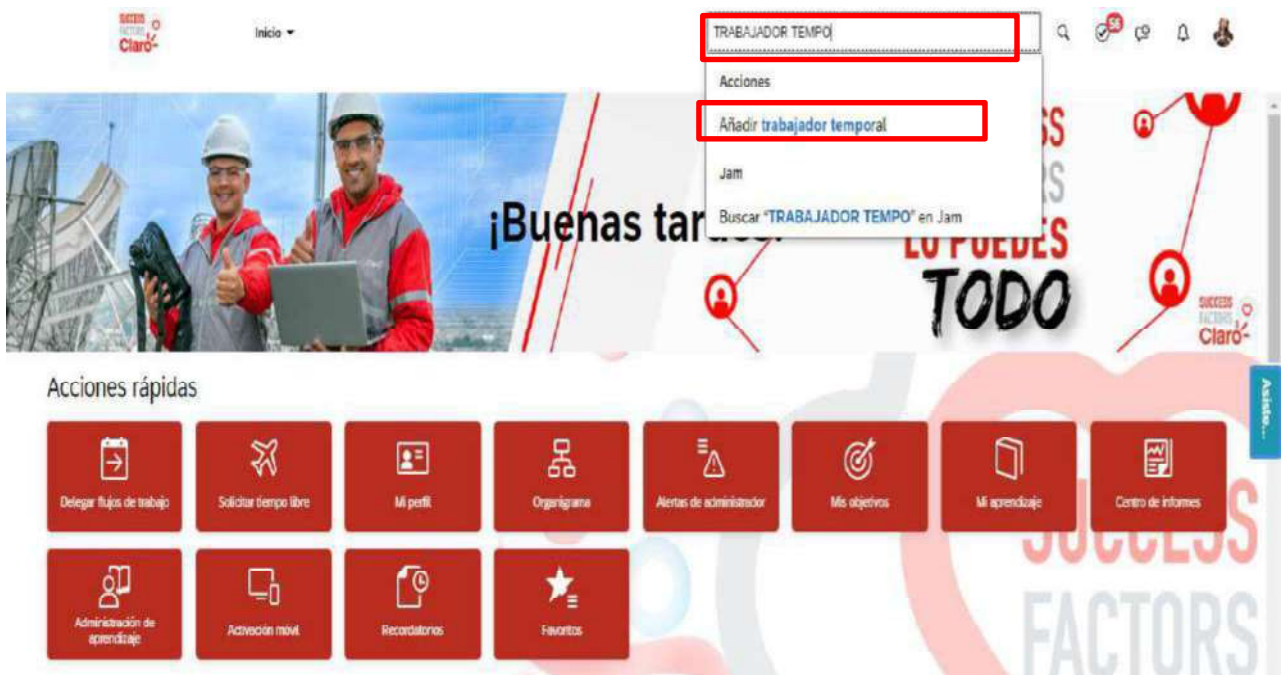 SUCCESS
FACTORS
Claro-
Inicio
TRABAJADOR TEMPO
56
Acciones
Añadir trabajador temporal
Jam
Buscar "TRABAJADOR TEMPO" en Jam
SS
RS
¡Buenas
LO PUEDES
TODO
SUCCESS
FACTORS
Claro-
Acciones rápidas
Asiste...
Delegar flujos de trabajo
Solicitar tiempo libre
Mi perfil
Organigrama
Alertas de administrador
Mis objetivos
Mi aprendizaje
Centro de informes
Administración de
aprendizaje
Activación móvil
Recordatorios
Favoritos
SUCCESS
FACTORS